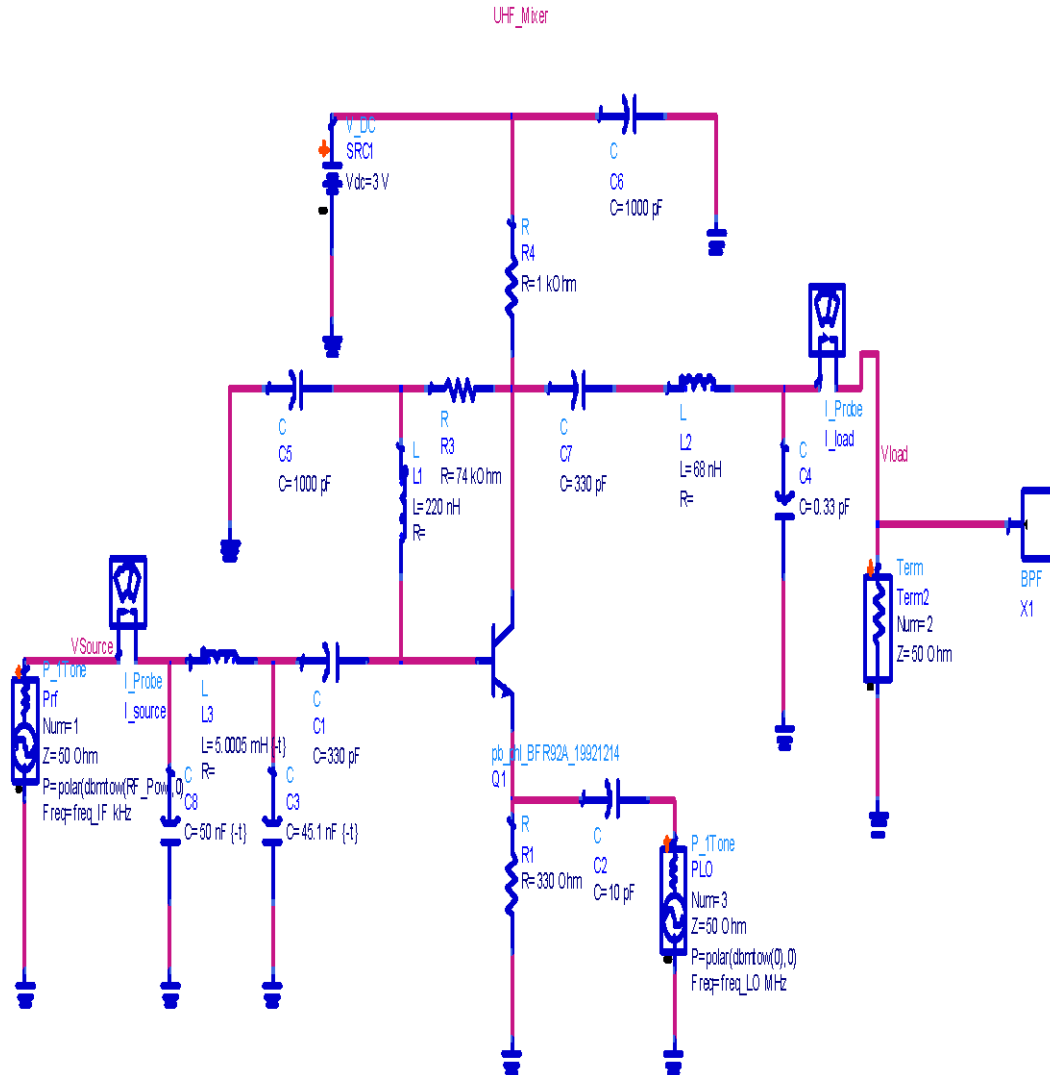 UHF_Mixer
V_DC
SRC1
Vdc=3 V
C
C6
C=1000 pF
R
R4
R=1 kOhm
C
C5
C=1000 pF
L
L1
L=220 nH
R=
R
R3
R=74 kOhm
C
C7
C=330 pF
L
L2
L=68 nH
R=
I_Probe
I_load
C
C4
C=0.33 pF
Vload
Term
Term2
Num=2
Z=50 Ohm
BPF
X1
VSource
P_1Tone
Prf
Num=1
Z=50 Ohm
P=polar(dbmtow(RF_Pow),0)
Freq=freq_IF kHz
I_Probe
I_source
L
L3
L=5.0005 mH {-t}
R=
C
C1
C=330 pF
C
C8
C=50 nF {-t}
C
C3
C=45.1 nF {-t}
pb_phl_BFR92A_19921214
Q1
R
R1
R=330 Ohm
C
C2
C=10 pF
P_1Tone
PLO
Num=3
Z=50 Ohm
P=polar(dbmtow(0),0)
Freq=freq_LO MHz